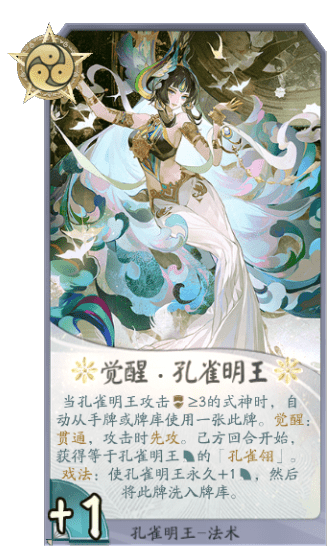 觉醒·孔雀明王
当孔雀明王攻击≥3的式神时，自
动从手牌或牌库使用一张此牌。觉醒：
贯通，攻击时先攻。己方回合开始，
获得等于孔雀明王的「孔雀翎」。
戏法：使孔雀明王永久+1，然后
将此牌洗入牌库。
+1
孔雀明王-法术